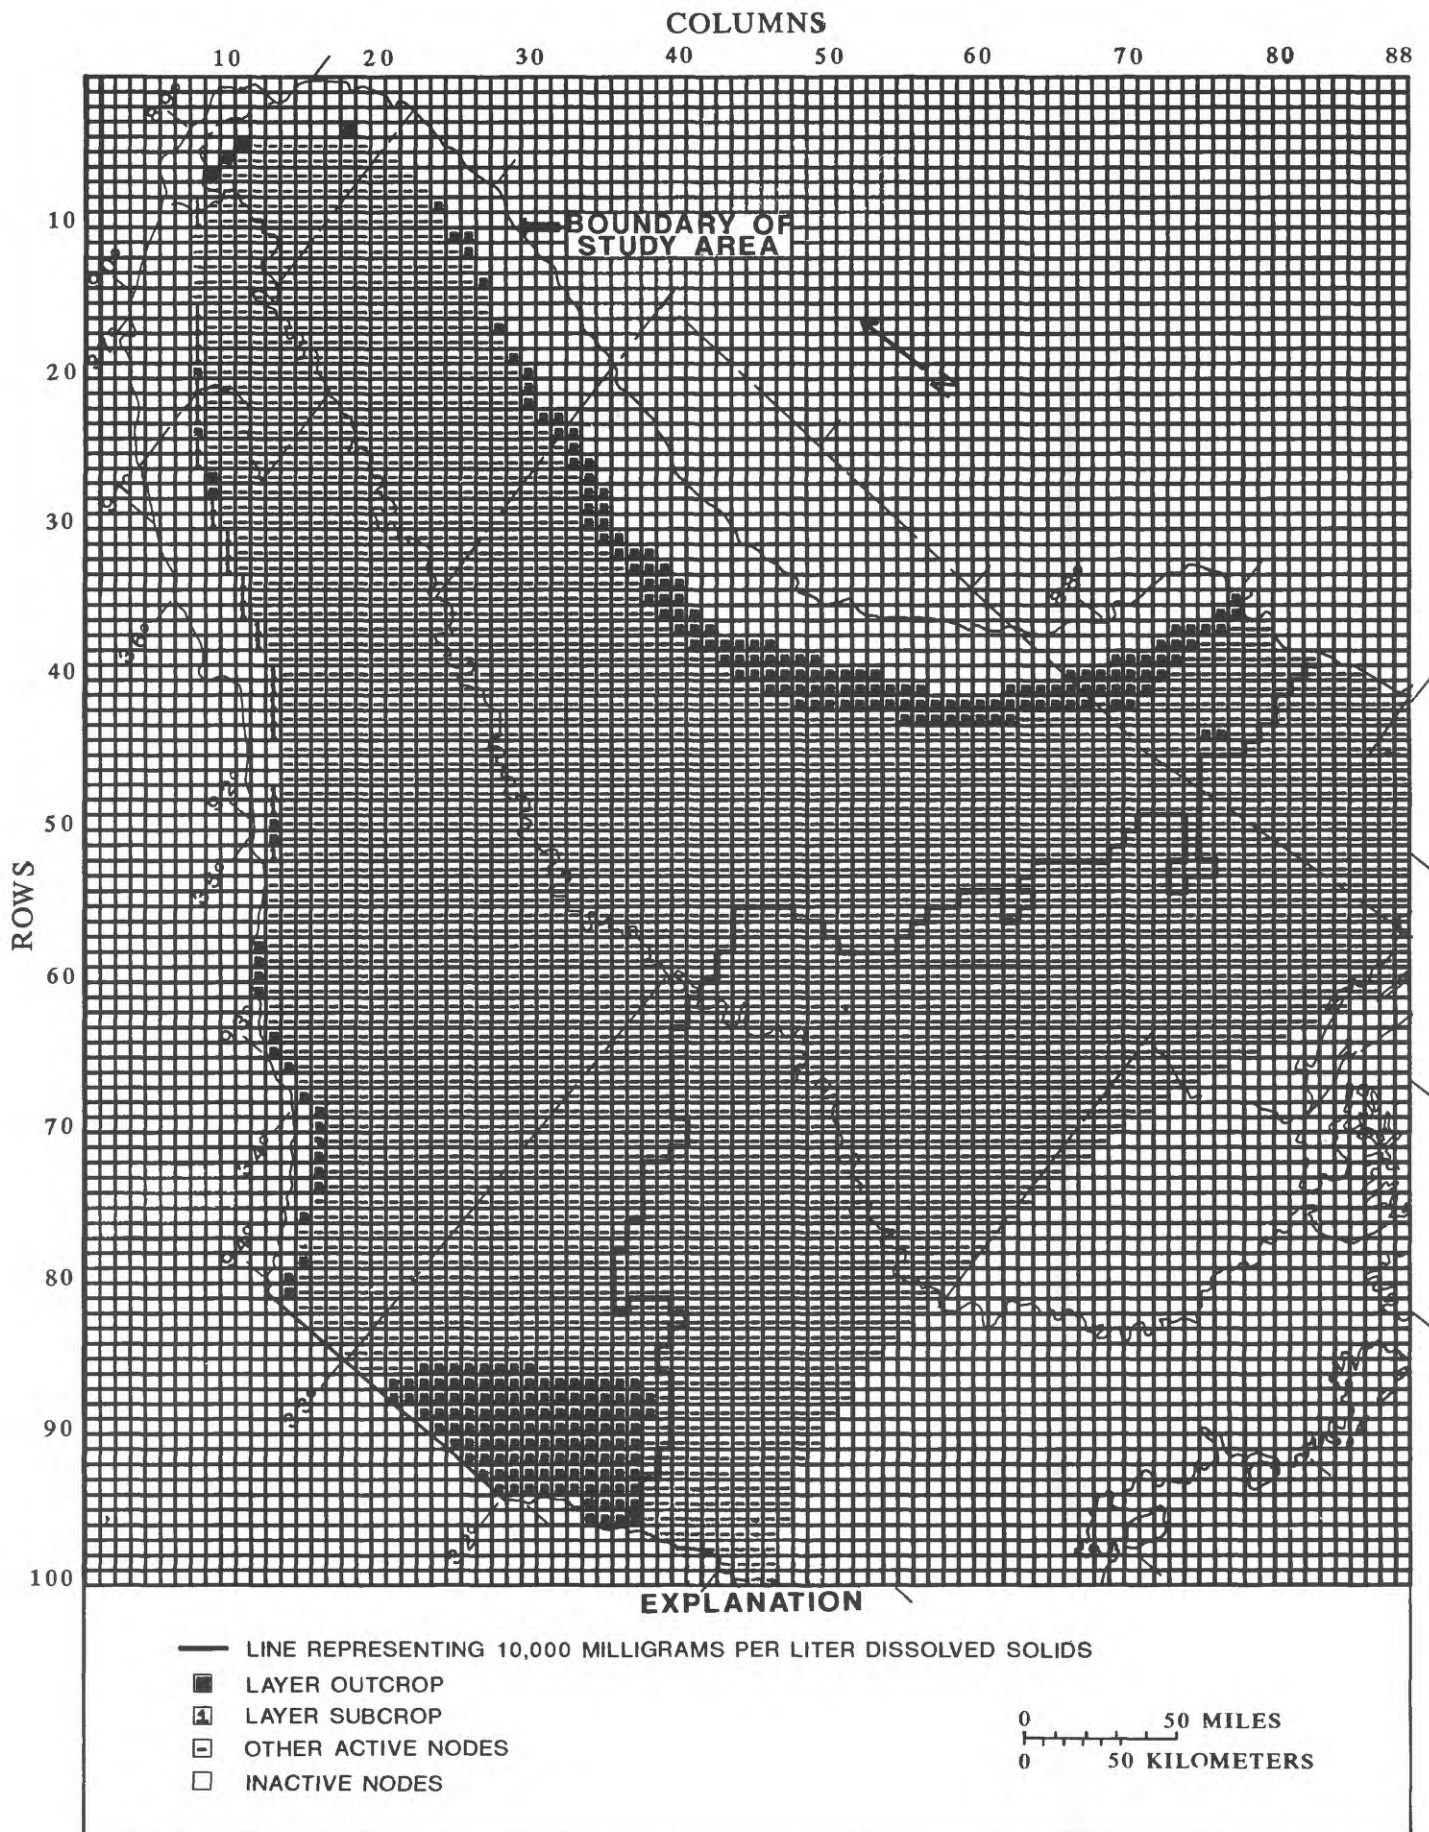 COLUMNS
10 20 30 40 50 60 70 80 88
BOUNDARY OF
STUDY AREA
10
20
30
40
50
60
70
80
90
100
ROWS
EXPLANATION
LINE REPRESENTING 10,000 MILLIGRAMS PER LITER DISSOLVED SOLIDS
LAYER OUTCROP
1 LAYER SUBCROP
OTHER ACTIVE NODES
INACTIVE NODES
0 50 MILES
0 50 KILOMETERS